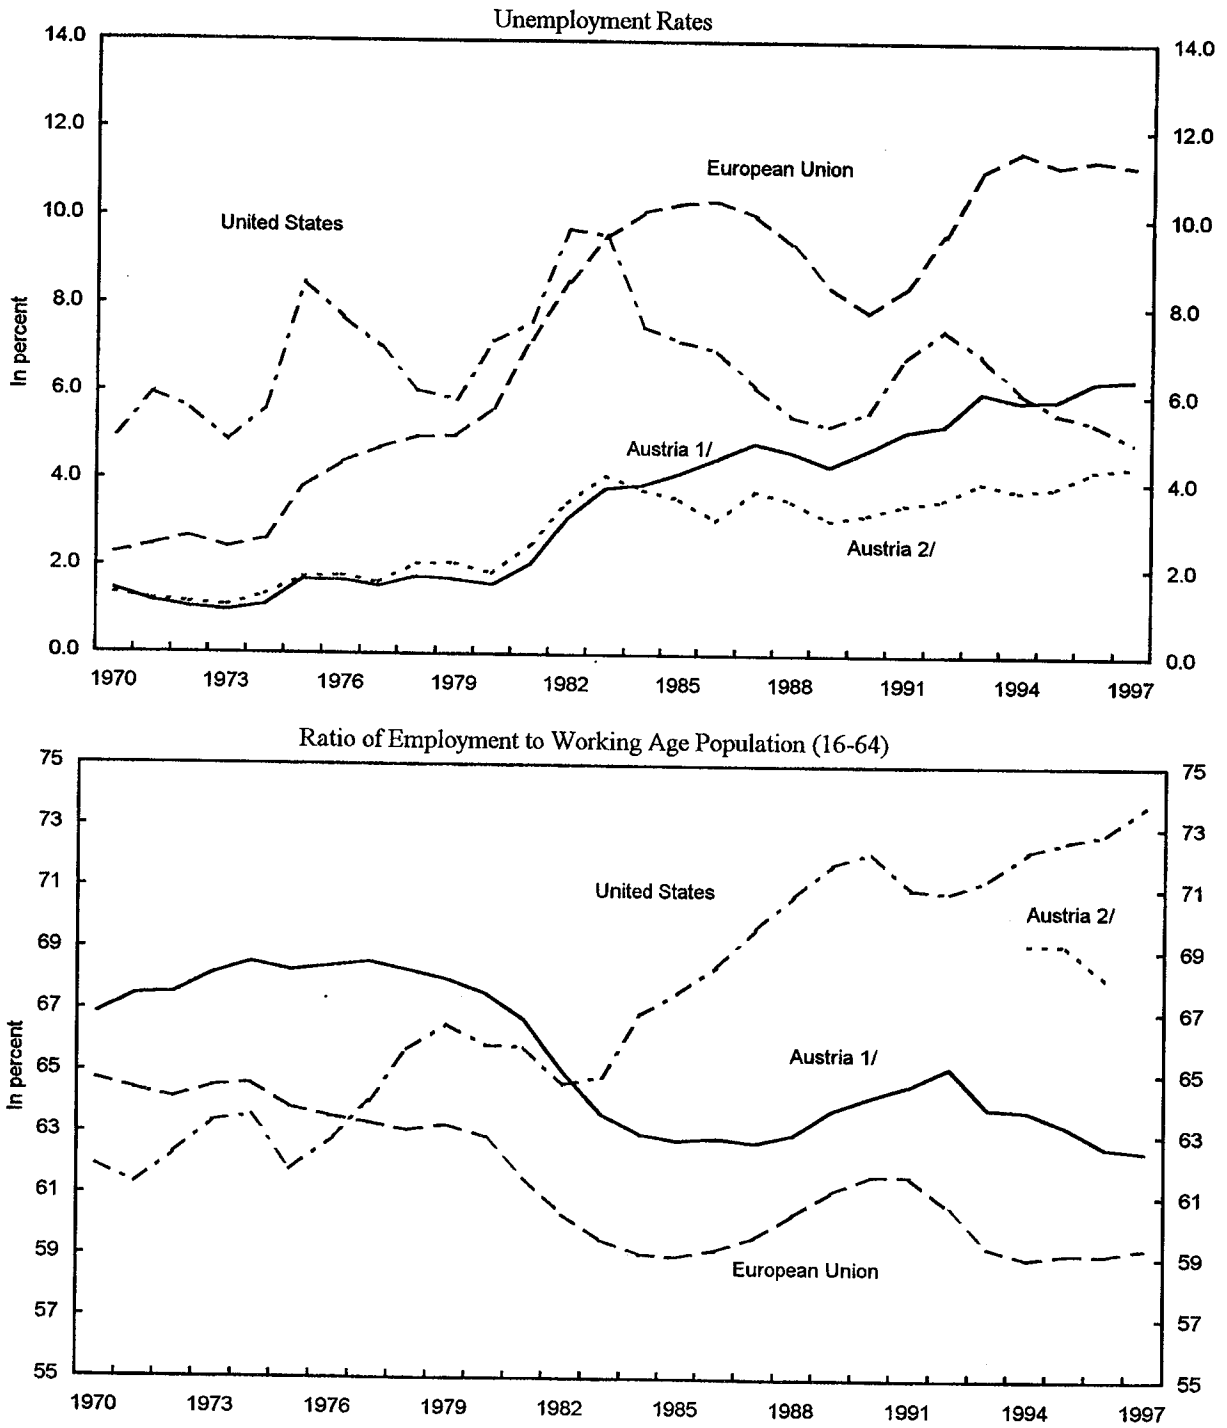 Unemployment Rates
14.0
12.0
10.0
8.0
6.0
4.0
2.0
0.0
In percent
14.0
12.0
10.0
8.0
6.0
4.0
2.0
0.0
United States
European Union
Austria 1/
Austria 2/
1970 1973 1976 1979 1982 1985 1988 1991 1994 1997
Ratio of Employment to Working Age Population (16-64)
75
73
71
69
67
65
63
61
59
57
55
In percent
75
73
71
69
67
65
63
61
59
57
55
United States
Austria 2/
Austria 1/
European Union
1970 1973 1976 1979 1982 1985 1988 1991 1994 1997